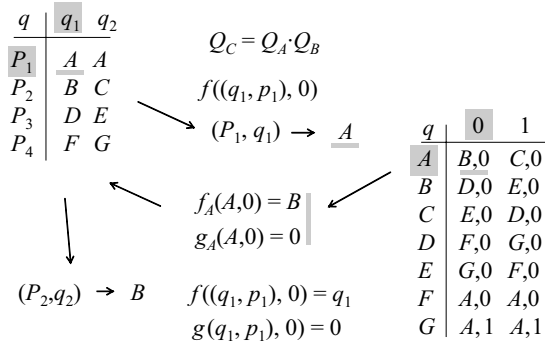 q q1 q2
P1 A A
P2 B C
P3 D E
P4 F G
QC = QA·QB
f((q1, p1), 0)
(P1, q1) → A
fA(A,0) = B
gA(A,0) = 0
(P2,q2) → B
f((q1, p1), 0) = q1
g(q1, p1), 0) = 0
q 0 1
A B,0 C,0
B D,0 E,0
C E,0 D,0
D F,0 G,0
E G,0 F,0
F A,0 A,0
G A,1 A,1